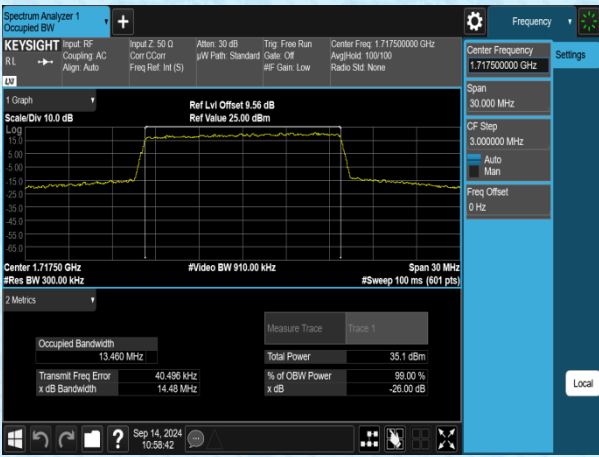 Spectrum Analyzer 1
Occupied BW
+
Frequency
KEYSIGHT
RL
LXI
Input: RF
Coupling: AC
Align: Auto
Input Z: 50 Ω
Corr CCorr
Freq Ref: Int (S)
Atten: 30 dB
µW Path: Standard
Trig: Free Run
Gate: Off
#IF Gain: Low
Center Freq: 1.717500000 GHz
Avg|Hold: 100/100
Radio Std: None
Center Frequency
1.717500000 GHz
Settings
Span
30.000 MHz
CF Step
3.000000 MHz
Auto
Man
Freq Offset
0 Hz
Local
1 Graph
Scale/Div 10.0 dB
Ref Lvl Offset 9.56 dB
Ref Value 25.00 dBm
Log
15.0
5.00
-5.00
-15.0
-25.0
-35.0
-45.0
-55.0
-65.0
Center 1.71750 GHz
#Video BW 910.00 kHz
Span 30 MHz
#Res BW 300.00 kHz
#Sweep 100 ms (601 pts)
2 Metrics
Measure Trace
Trace 1
Occupied Bandwidth
13.460 MHz
Total Power
35.1 dBm
Transmit Freq Error
40.496 kHz
% of OBW Power
99.00 %
x dB Bandwidth
14.48 MHz
x dB
-26.00 dB
?
Sep 14, 2024
10:58:42